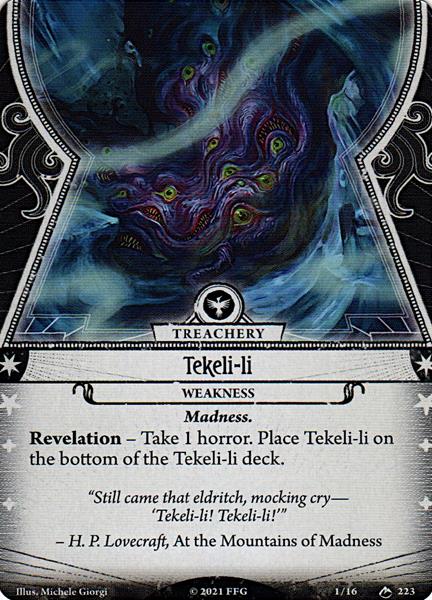 TREACHERY
Tekeli-li
WEAKNESS
Madness.
Revelation – Take 1 horror. Place Tekeli-li on
the bottom of the Tekeli-li deck.
“Still came that eldritch, mocking cry—
‘Tekeli-li! Tekeli-li!’”
– H. P. Lovecraft, At the Mountains of Madness
Illus. Michele Giorgi © 2021 FFG 1/16 223